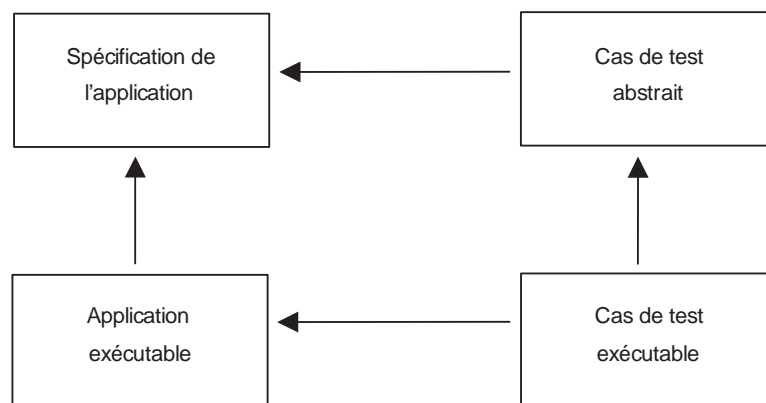 Spécification de
l'application
Cas de test
abstrait
Application
exécutable
Cas de test
exécutable